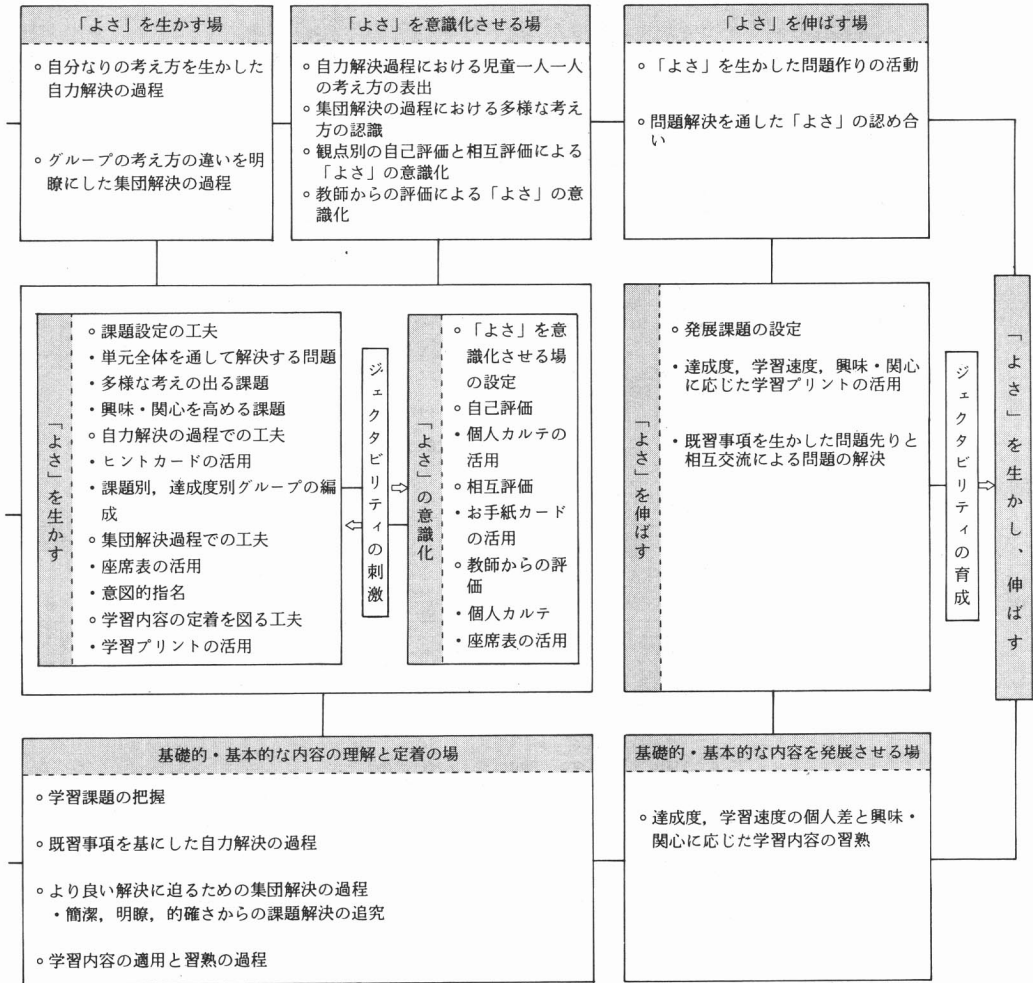 「よさ」を生かす場
◦ 自分なりの考え方を生かした
自力解決の過程
◦ グループの考え方の違いを明
瞭にした集団解決の過程
「よさ」を意識化させる場
◦ 自力解決過程における児童一人一人
の考え方の表出
◦ 集団解決の過程における多様な考え
方の認識
◦ 観点別の自己評価と相互評価による
「よさ」の意識化
◦ 教師からの評価による「よさ」の意
識化
「よさ」を伸ばす場
◦ 「よさ」を生かした問題作りの活動
◦ 問題解決を通した「よさ」の認め合
い
「よさ」を生かす
◦ 課題設定の工夫
・単元全体を通して解決する問題
・多様な考えの出る課題
・興味・関心を高める課題
◦ 自力解決の過程での工夫
・ヒントカードの活用
・課題別，達成度別グループの編
成
◦ 集団解決過程での工夫
・座席表の活用
・意図的指名
◦ 学習内容の定着を図る工夫
・学習プリントの活用
ジェクタビリティの刺激
「よさ」の意識化
◦ 「よさ」を意
識化させる場
の設定
◦ 自己評価
・個人カルテの
活用
◦ 相互評価
・お手紙カード
の活用
◦ 教師からの評
価
・個人カルテ
・座席表の活用
「よさ」を伸ばす
◦ 発展課題の設定
・達成度，学習速度，興味・関心
に応じた学習プリントの活用
・既習事項を生かした問題先りと
相互交流による問題の解決
ジェクタビリティの育成
「よさ」を生かし、伸ばす
基礎的・基本的な内容の理解と定着の場
◦ 学習課題の把握
◦ 既習事項を基にした自力解決の過程
◦ より良い解決に迫るための集団解決の過程
・簡潔，明瞭，的確さからの課題解決の追究
◦ 学習内容の適用と習熟の過程
基礎的・基本的な内容を発展させる場
◦ 達成度，学習速度の個人差と興味・
関心に応じた学習内容の習熟